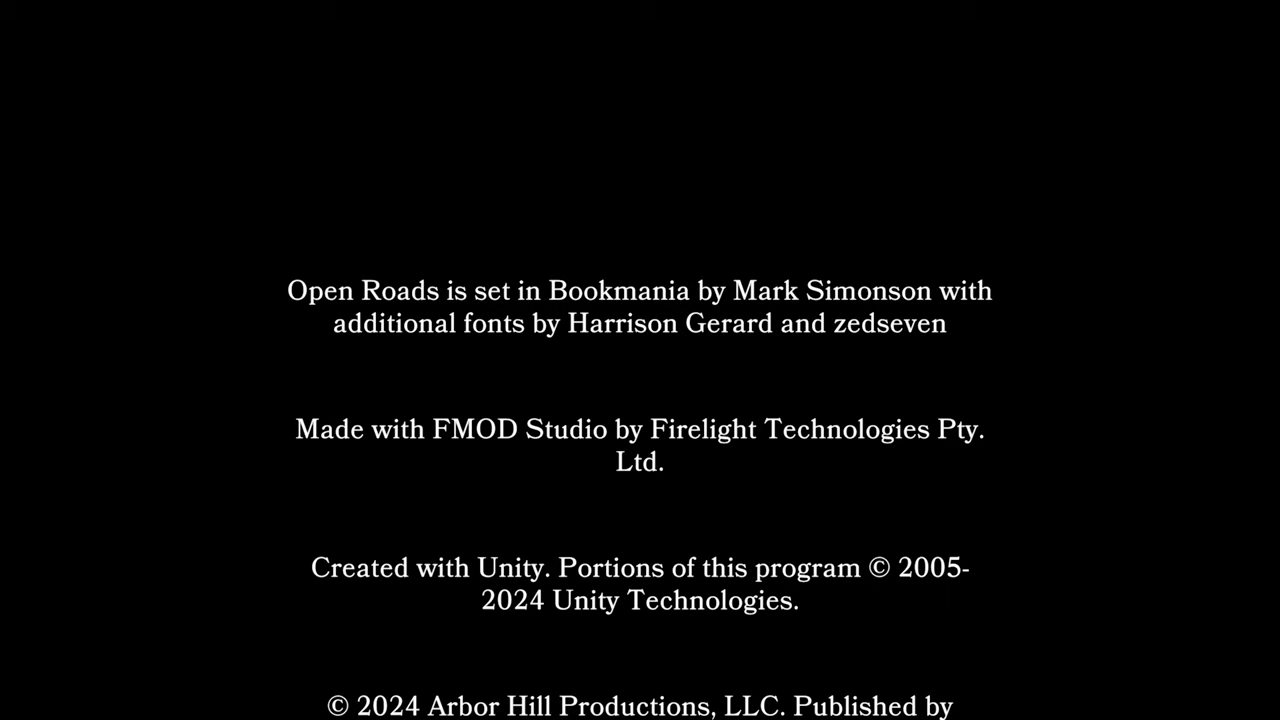 Open Roads is set in Bookmania by Mark Simonson with
additional fonts by Harrison Gerard and zedseven
Made with FMOD Studio by Firelight Technologies Pty.
Ltd.
Created with Unity. Portions of this program © 2005-
2024 Unity Technologies.
© 2024 Arbor Hill Productions, LLC. Published by